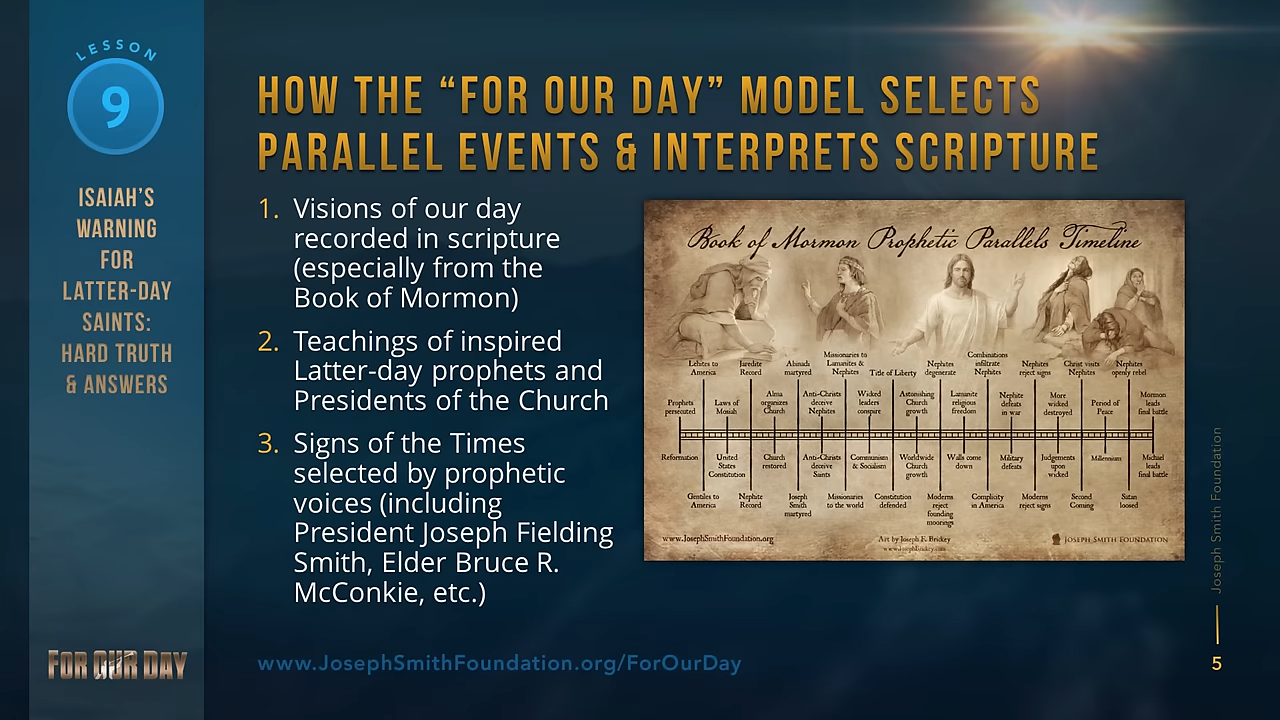 LESSON
9
ISAIAH'S
WARNING
FOR
LATTER-DAY
SAINTS:
HARD TRUTH
& ANSWERS
FOR OUR DAY
HOW THE “FOR OUR DAY” MODEL SELECTS
PARALLEL EVENTS & INTERPRETS SCRIPTURE
1. Visions of our day
recorded in scripture
(especially from the
Book of Mormon)
2. Teachings of inspired
Latter-day prophets and
Presidents of the Church
3. Signs of the Times
selected by prophetic
voices (including
President Joseph Fielding
Smith, Elder Bruce R.
McConkie, etc.)
Book of Mormon Prophetic Parallels Timeline
Lehites to
America
Jaredite
Record
Abinadi
martyred
Missionaries to
Lamanites &
Nephites
Title of Liberty
Nephites
degenerate
Combinations
infiltrate
Nephites
Nephites
reject signs
Christ visits
Nephites
Nephites
openly rebel
Prophets
persecuted
Laws of
Mosiah
Alma
organizes
Church
Anti-Christs
deceive
Nephites
Wicked
leaders
conspire
Astonishing
Church
growth
Lamanite
religious
freedom
Nephite
defeats
in war
More
wicked
destroyed
Period of
Peace
Mormon
leads
final battle
Reformation
United
States
Constitution
Church
restored
Anti-Christs
deceive
Saints
Communism
& Socialism
Worldwide
Church
growth
Walls come
down
Military
defeats
Judgements
upon
wicked
Millennium
Michael
leads
final battle
Gentiles to
America
Nephite
Record
Joseph
Smith
martyred
Missionaries
to the world
Constitution
defended
Moderns
reject
founding
moorings
Complicity
in America
Moderns
reject signs
Second
Coming
Satan
loosed
www.JosephSmithFoundation.org
Art by Joseph F. Brickey
www.JosephBrickey.com
JOSEPH SMITH FOUNDATION
www.JosephSmithFoundation.org/ForOurDay
Joseph Smith Foundation
5